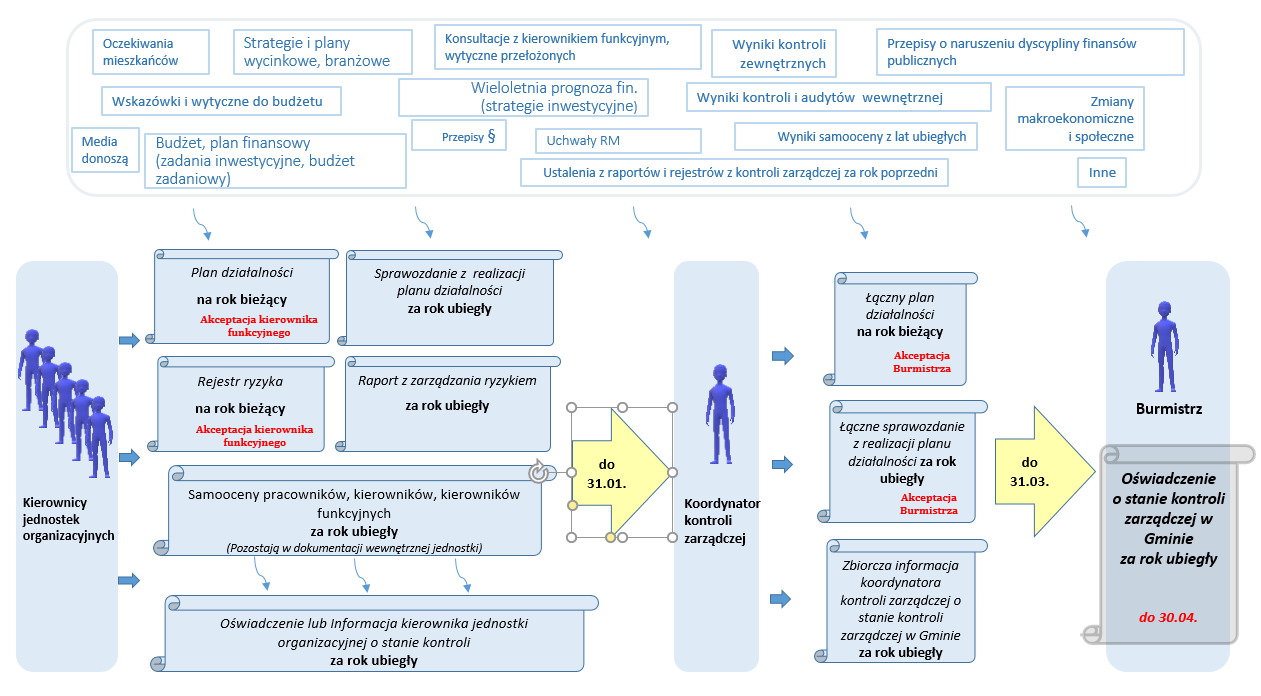 Oczekiwania
mieszkańców
Strategie i plany
wycinkowe, branżowe
Konsultacje z kierownikiem funkcyjnym,
wytyczne przełożonych
Wyniki kontroli
zewnętrznych
Przepisy o naruszeniu dyscypliny finansów
publicznych
Wskazówki i wytyczne do budżetu
Wieloletnia prognoza fin.
(strategie inwestycyjne)
Wyniki kontroli i audytów wewnętrznej
Zmiany
makroekonomiczne
i społeczne
Media
donoszą
Budżet, plan finansowy
(zadania inwestycyjne, budżet
zadaniowy)
Przepisy §
Uchwały RM
Wyniki samooceny z lat ubiegłych
Ustalenia z raportów i rejestrów z kontroli zarządczej za rok poprzedni
Inne
Kierownicy
jednostek
organizacyjnych
Plan działalności
na rok bieżący
Akceptacja kierownika
funkcyjnego
Sprawozdanie z realizacji
planu działalności
za rok ubiegły
Rejestr ryzyka
na rok bieżący
Akceptacja kierownika
funkcyjnego
Raport z zarządzania ryzykiem
za rok ubiegły
Samooceny pracowników, kierowników, kierowników
funkcyjnych
za rok ubiegły
(Pozostają w dokumentacji wewnętrznej jednostki)
Oświadczenie lub Informacja kierownika jednostki
organizacyjnej o stanie kontroli
za rok ubiegły
do
31.01.
Koordynator
kontroli
zarządczej
Łączny plan
działalności
na rok bieżący
Akceptacja
Burmistrza
Łączne sprawozdanie
z realizacji planu
działalności za rok
ubiegły
Akceptacja
Burmistrza
Zbiorcza informacja
koordynatora
kontroli zarządczej o
stanie kontroli
zarządczej w Gminie
za rok ubiegły
do
31.03.
Burmistrz
Oświadczenie
o stanie kontroli
zarządczej w
Gminie
za rok ubiegły
do 30.04.